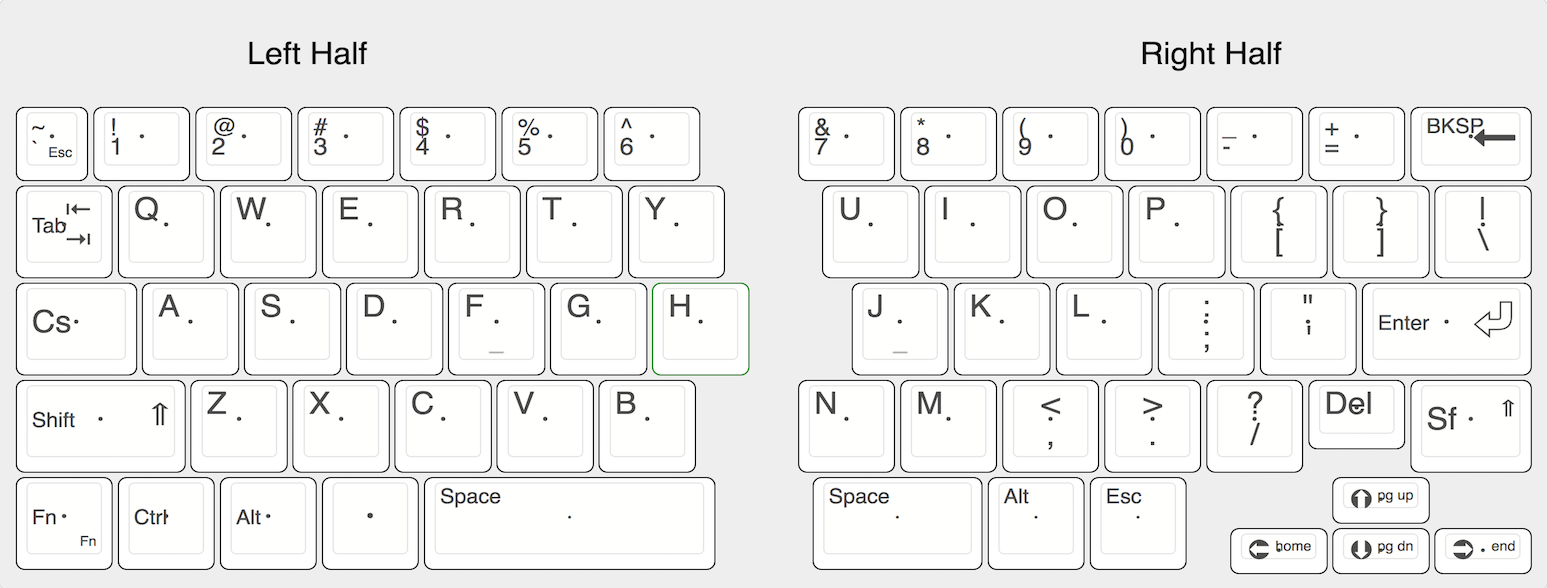 Left Half Right Half
~ ! @ # $ % ^ & * ( ) _ + BKSP
` Esc 1 2 3 4 5 6 7 8 9 0 - =
Tab Q W E R T Y U I O P { } !
[ ] \
Cs A S D F G H J K L : " Enter
_ _ ; '
Shift ⇑ Z X C V B N M < > ? Del Sf ⇑
, . /
Fn Ctrl Alt Space Space Alt Esc pg up
Fn home pg dn end